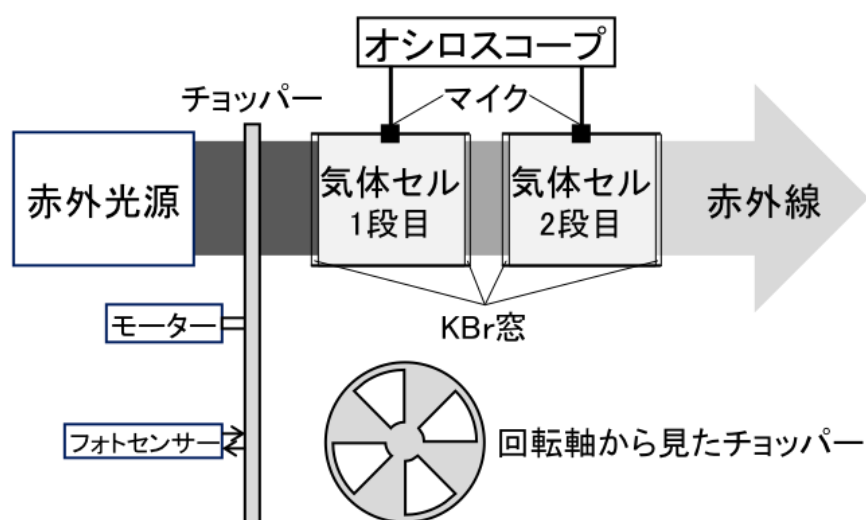 オシロスコープ
チョッパー
マイク
赤外光源
気体セル
1段目
気体セル
2段目
赤外線
モーター
KBr窓
フォトセンサー
回転軸から見たチョッパー